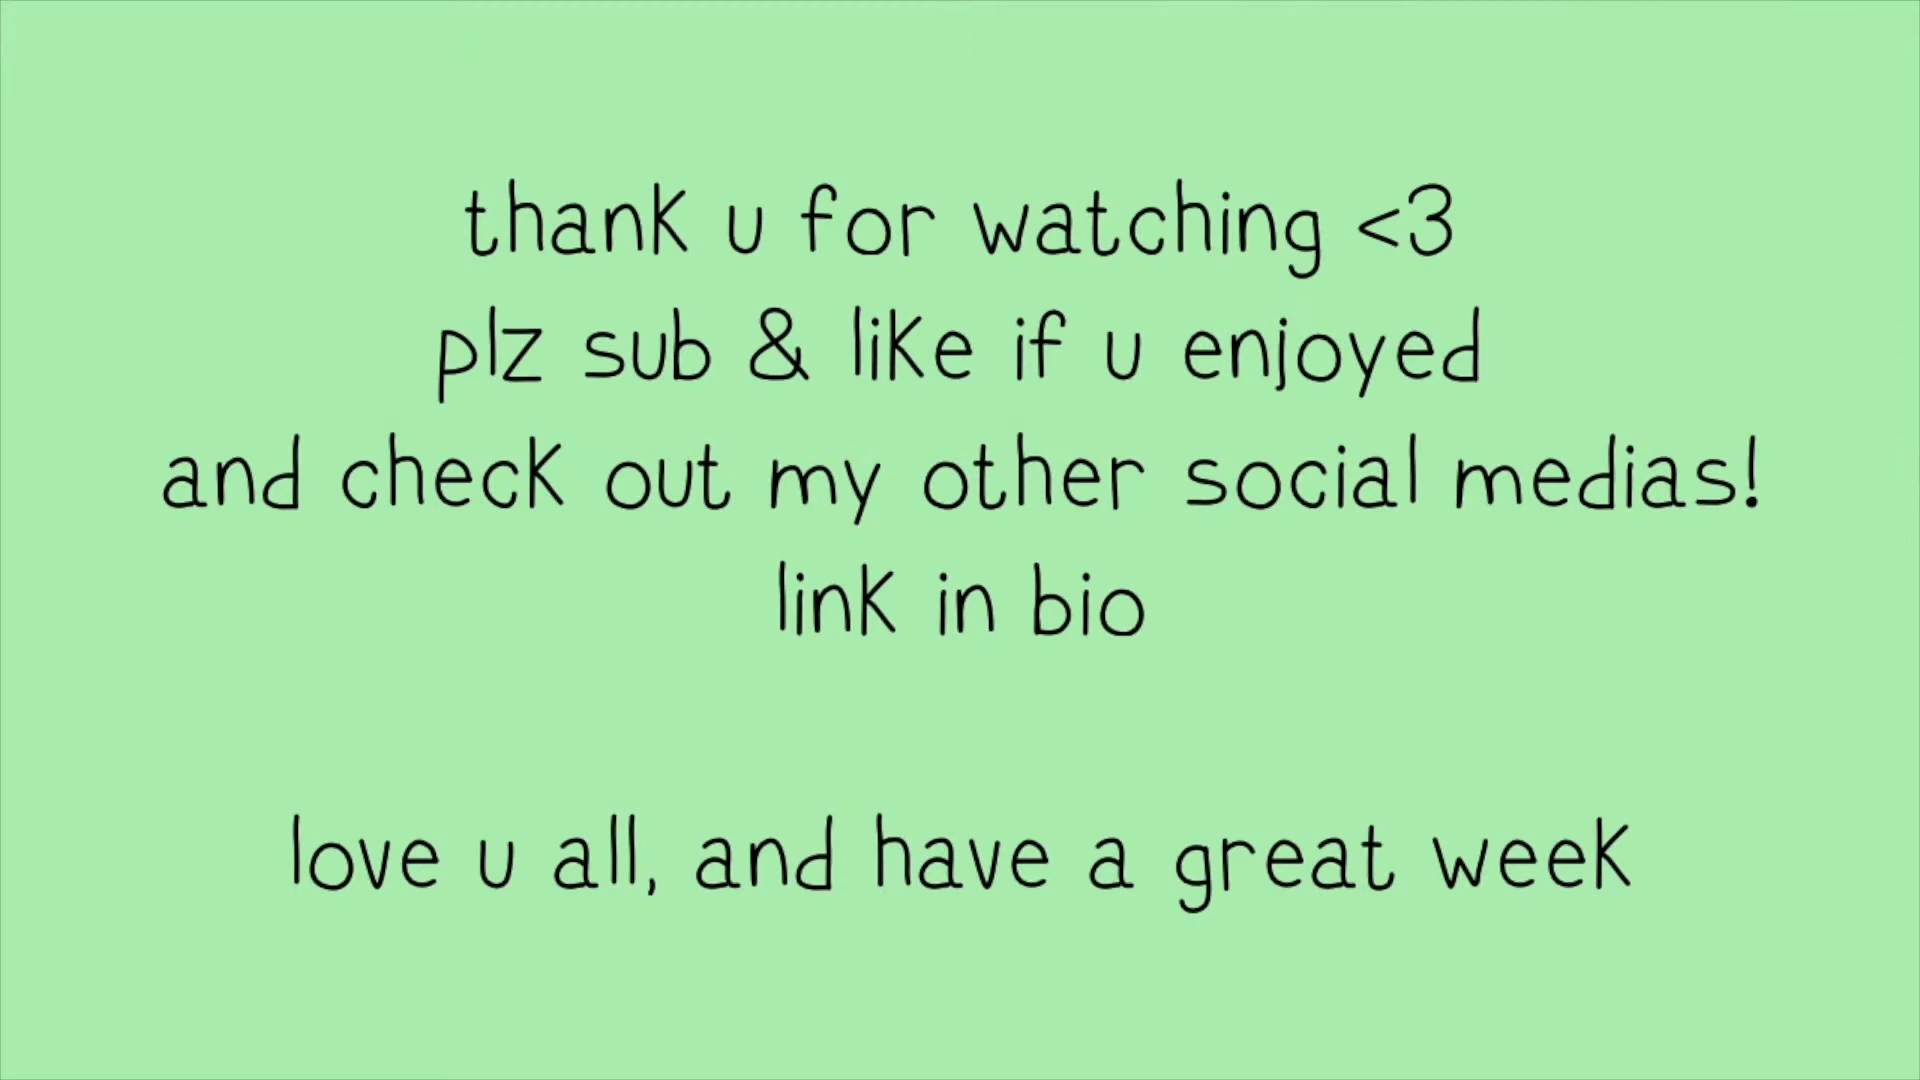 thank u for watching <3
plz sub & like if u enjoyed
and check out my other social medias!
link in bio
love u all, and have a great week